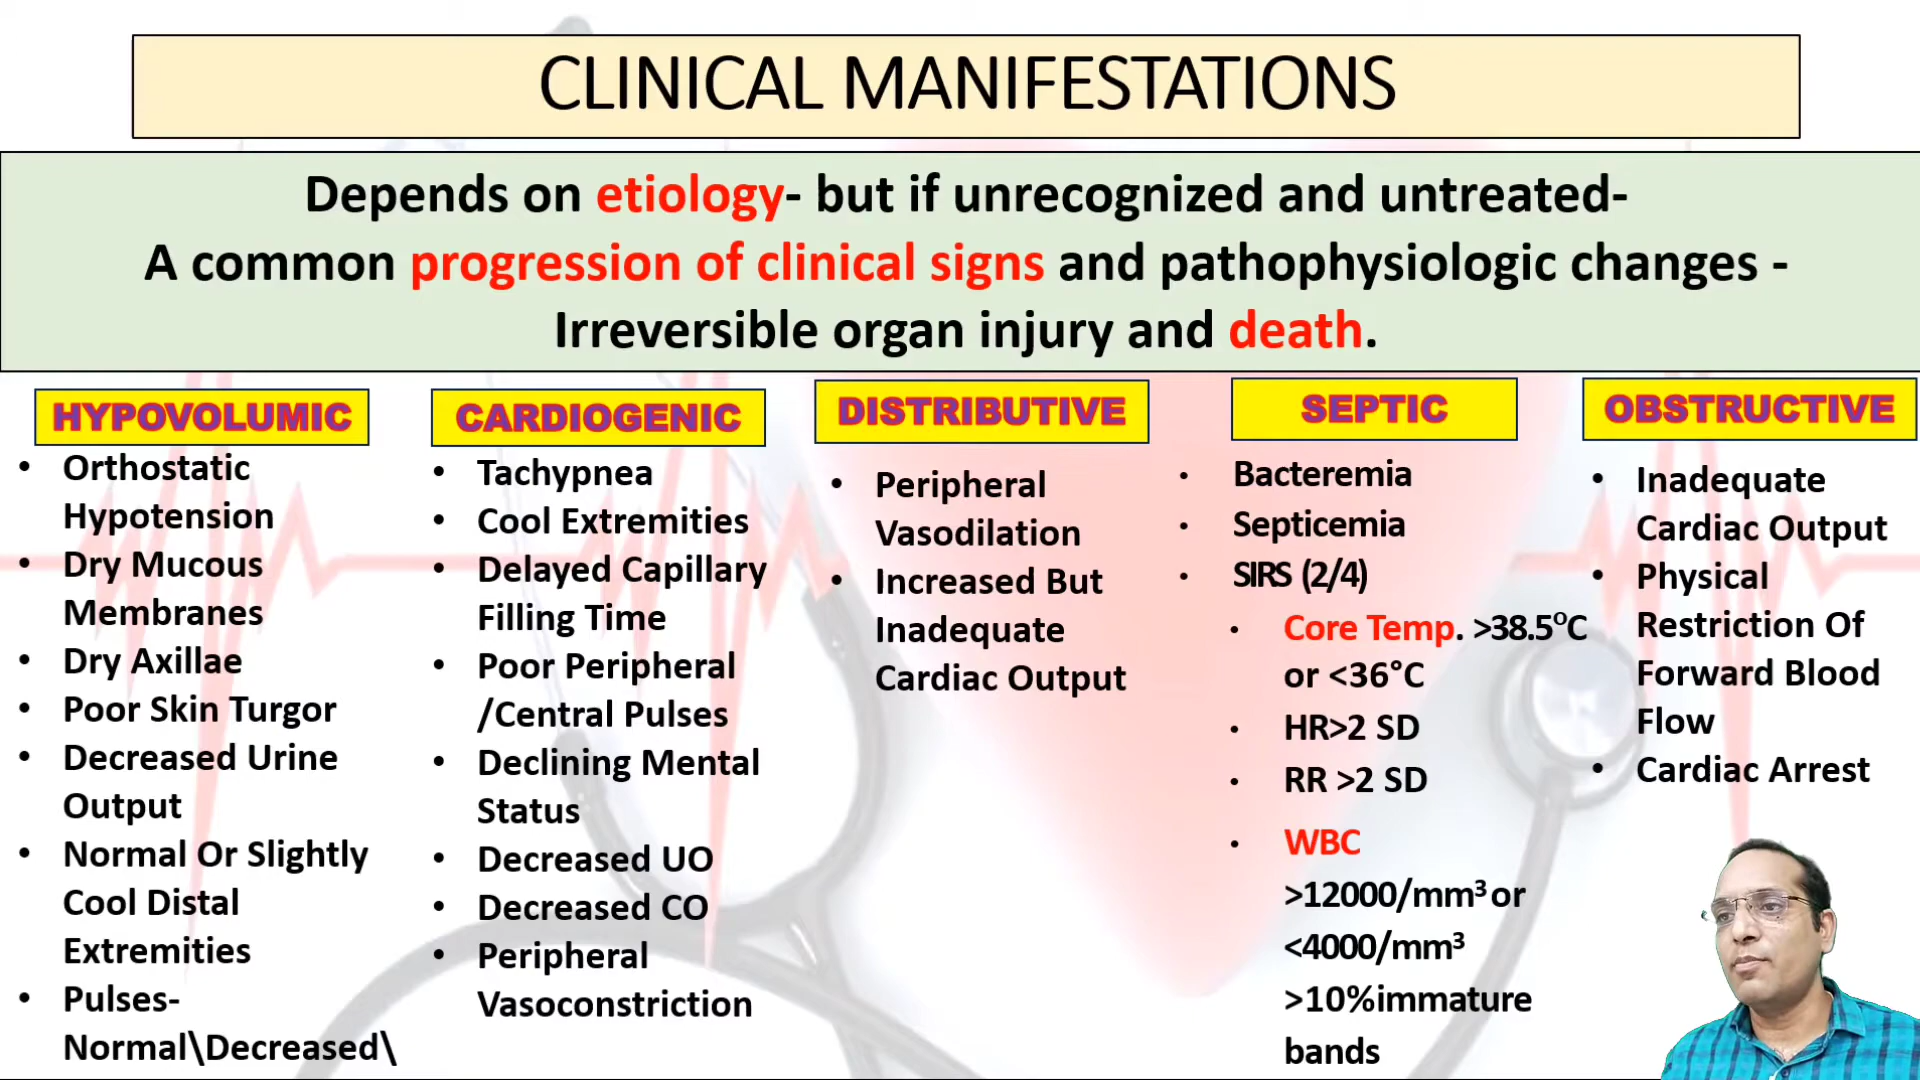 CLINICAL MANIFESTATIONS
Depends on etiology- but if unrecognized and untreated-
A common progression of clinical signs and pathophysiologic changes -
Irreversible organ injury and death.
HYPOVOLUMIC
• Orthostatic
Hypotension
• Dry Mucous
Membranes
• Dry Axillae
• Poor Skin Turgor
• Decreased Urine
Output
• Normal Or Slightly
Cool Distal
Extremities
• Pulses-
Normal\Decreased\
CARDIOGENIC
• Tachypnea
• Cool Extremities
• Delayed Capillary
Filling Time
• Poor Peripheral
/Central Pulses
• Declining Mental
Status
• Decreased UO
• Decreased CO
• Peripheral
Vasoconstriction
DISTRIBUTIVE
• Peripheral
Vasodilation
• Increased But
Inadequate
Cardiac Output
SEPTIC
• Bacteremia
• Septicemia
• SIRS (2/4)
• Core Temp. >38.5°C
or <36°C
• HR>2 SD
• RR >2 SD
• WBC
>12000/mm³ or
<4000/mm³
>10%immature
bands
OBSTRUCTIVE
• Inadequate
Cardiac Output
• Physical
Restriction Of
Forward Blood
Flow
• Cardiac Arrest